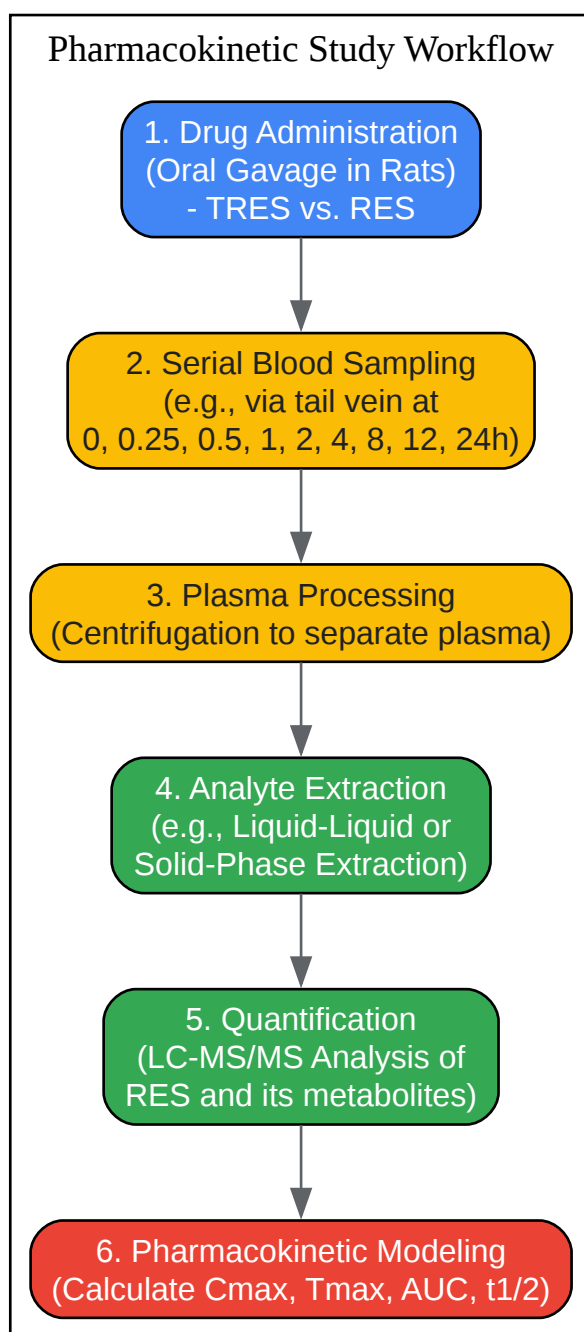 Pharmacokinetic Study Workflow
1. Drug Administration
(Oral Gavage in Rats)
- TRES vs. RES
2. Serial Blood Sampling
(e.g., via tail vein at
0, 0.25, 0.5, 1, 2, 4, 8, 12, 24h)
3. Plasma Processing
(Centrifugation to separate plasma)
4. Analyte Extraction
(e.g., Liquid-Liquid or
Solid-Phase Extraction)
5. Quantification
(LC-MS/MS Analysis of
RES and its metabolites)
6. Pharmacokinetic Modeling
(Calculate Cmax, Tmax, AUC, t1/2)